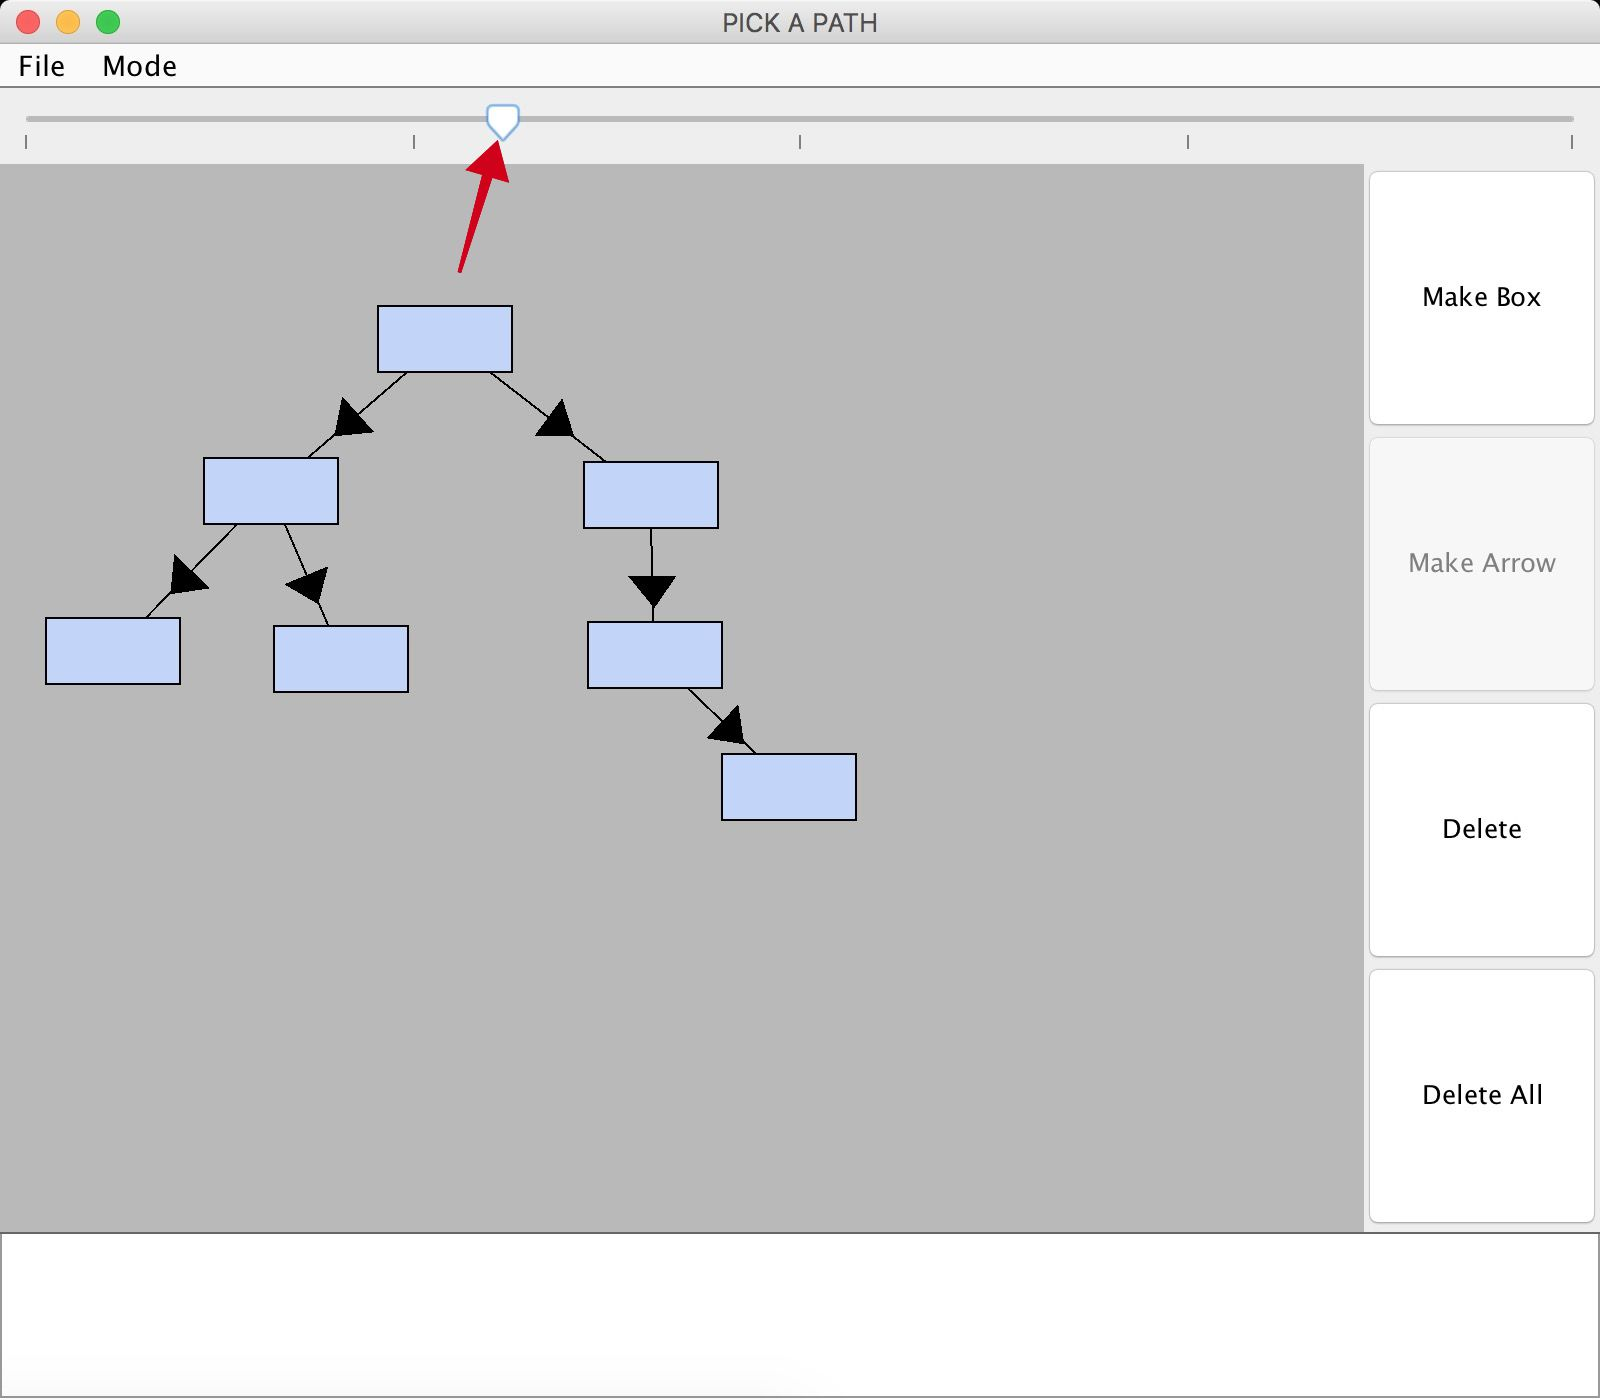 PICK A PATH
File Mode
Make Box
Make Arrow
Delete
Delete All